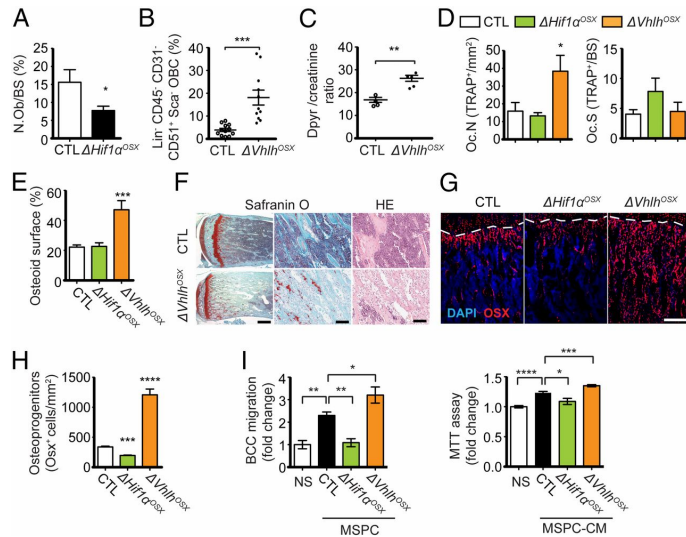 A
N.Ob/BS (%)
25
20
15
10
5
0
*
CTL ΔHif1α^OSX
B
Lin⁻ CD45⁻ CD31⁻
CD51⁺ Sca⁻ OBC (%)
50
40
30
20
10
0
***
CTL ΔVhlh^OSX
C
Dpyr /creatinine
ratio
40
30
20
10
0
**
CTL ΔVhlh^OSX
D
CTL ΔHif1α^OSX ΔVhlh^OSX
Oc.N (TRAP⁺/mm²)
60
40
20
0
*
Oc.S (TRAP⁺/BS)
20
15
10
5
0
E
Osteoid surface (%)
60
40
20
0
***
CTL
ΔHif1α^OSX
ΔVhlh^OSX
F
Safranin O HE
CTL
ΔVhlh^OSX
G
CTL ΔHif1α^OSX ΔVhlh^OSX
DAPI OSX
H
Osteoprogenitors
(Osx⁺ cells/mm²)
1500
1000
500
0
***
****
CTL
ΔHif1α^OSX
ΔVhlh^OSX
I
BCC migration
(fold change)
4
3
2
1
0
** ** *
NS
CTL
ΔHif1α^OSX
ΔVhlh^OSX
MSPC
MTT assay
(fold change)
1.5
1.0
0.5
0.0
**** * ***
NS
CTL
ΔHif1α^OSX
ΔVhlh^OSX
MSPC-CM